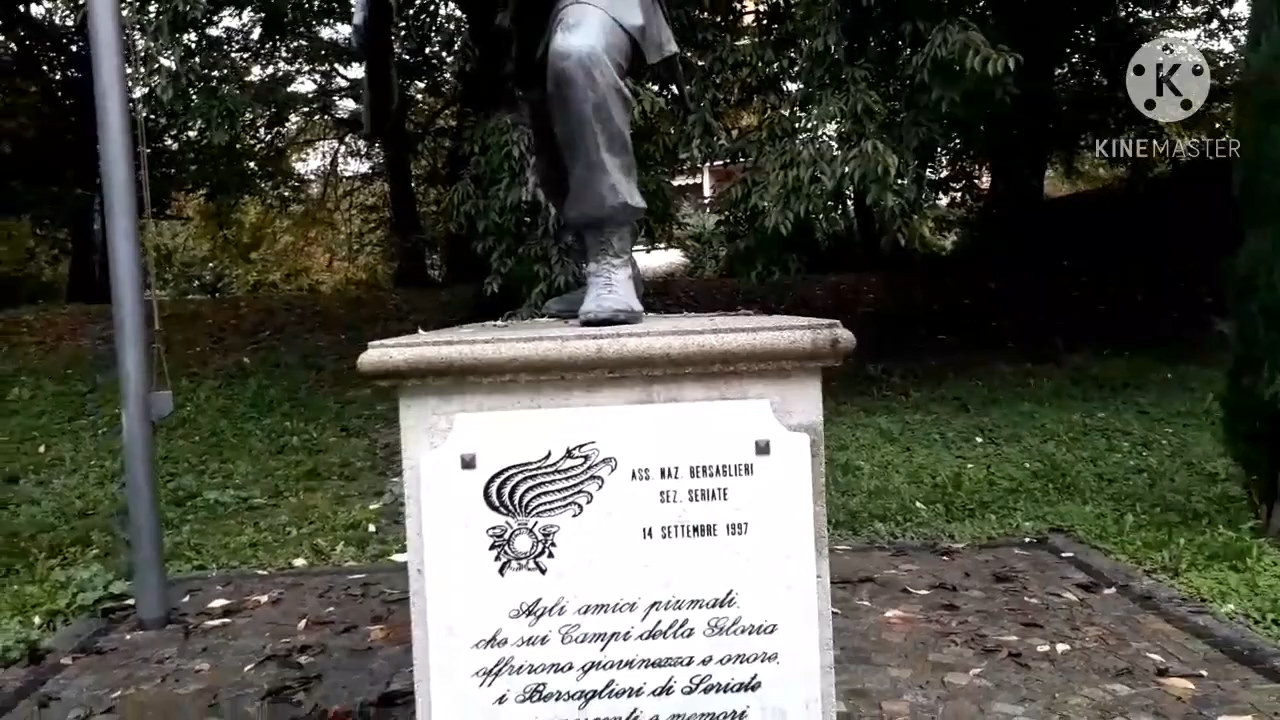 K
KINEMASTER
ASS. NAZ. BERSAGLIERI
SEZ. SERIATE
14 SETTEMBRE 1997
Agli amici piumati,
che sui Campi della Gloria
offrirono giovinezza e onore,
i Bersaglieri di Seriate
e memori